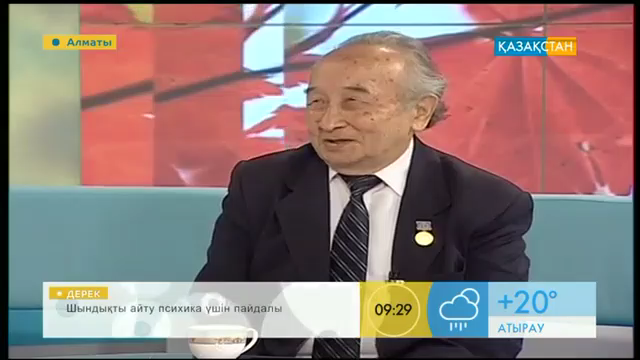 Алматы
ҚАЗАҚСТАН
ДЕРЕК
Шындықты айту психика үшін пайдалы
09:29
+20°
АТЫРАУ